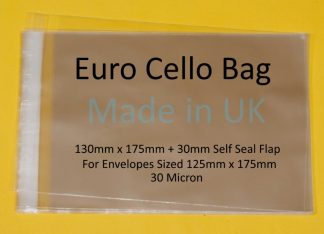 Euro Cello Bag
Made in UK
130mm x 175mm + 30mm Self Seal Flap
For Envelopes Sized 125mm x 175mm
30 Micron